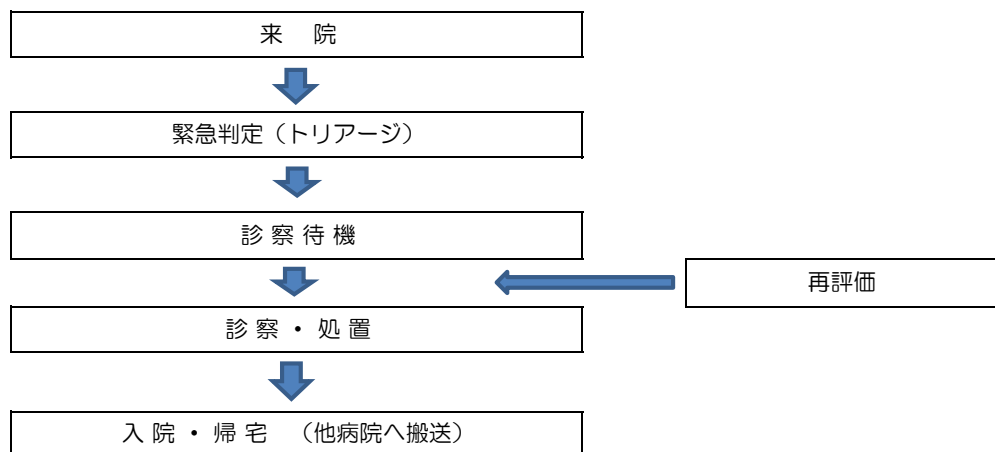 来 院
緊急判定（トリアージ）
診 察 待 機
再評価
診 察 ・ 処 置
入 院 ・ 帰 宅 （他病院へ搬送）